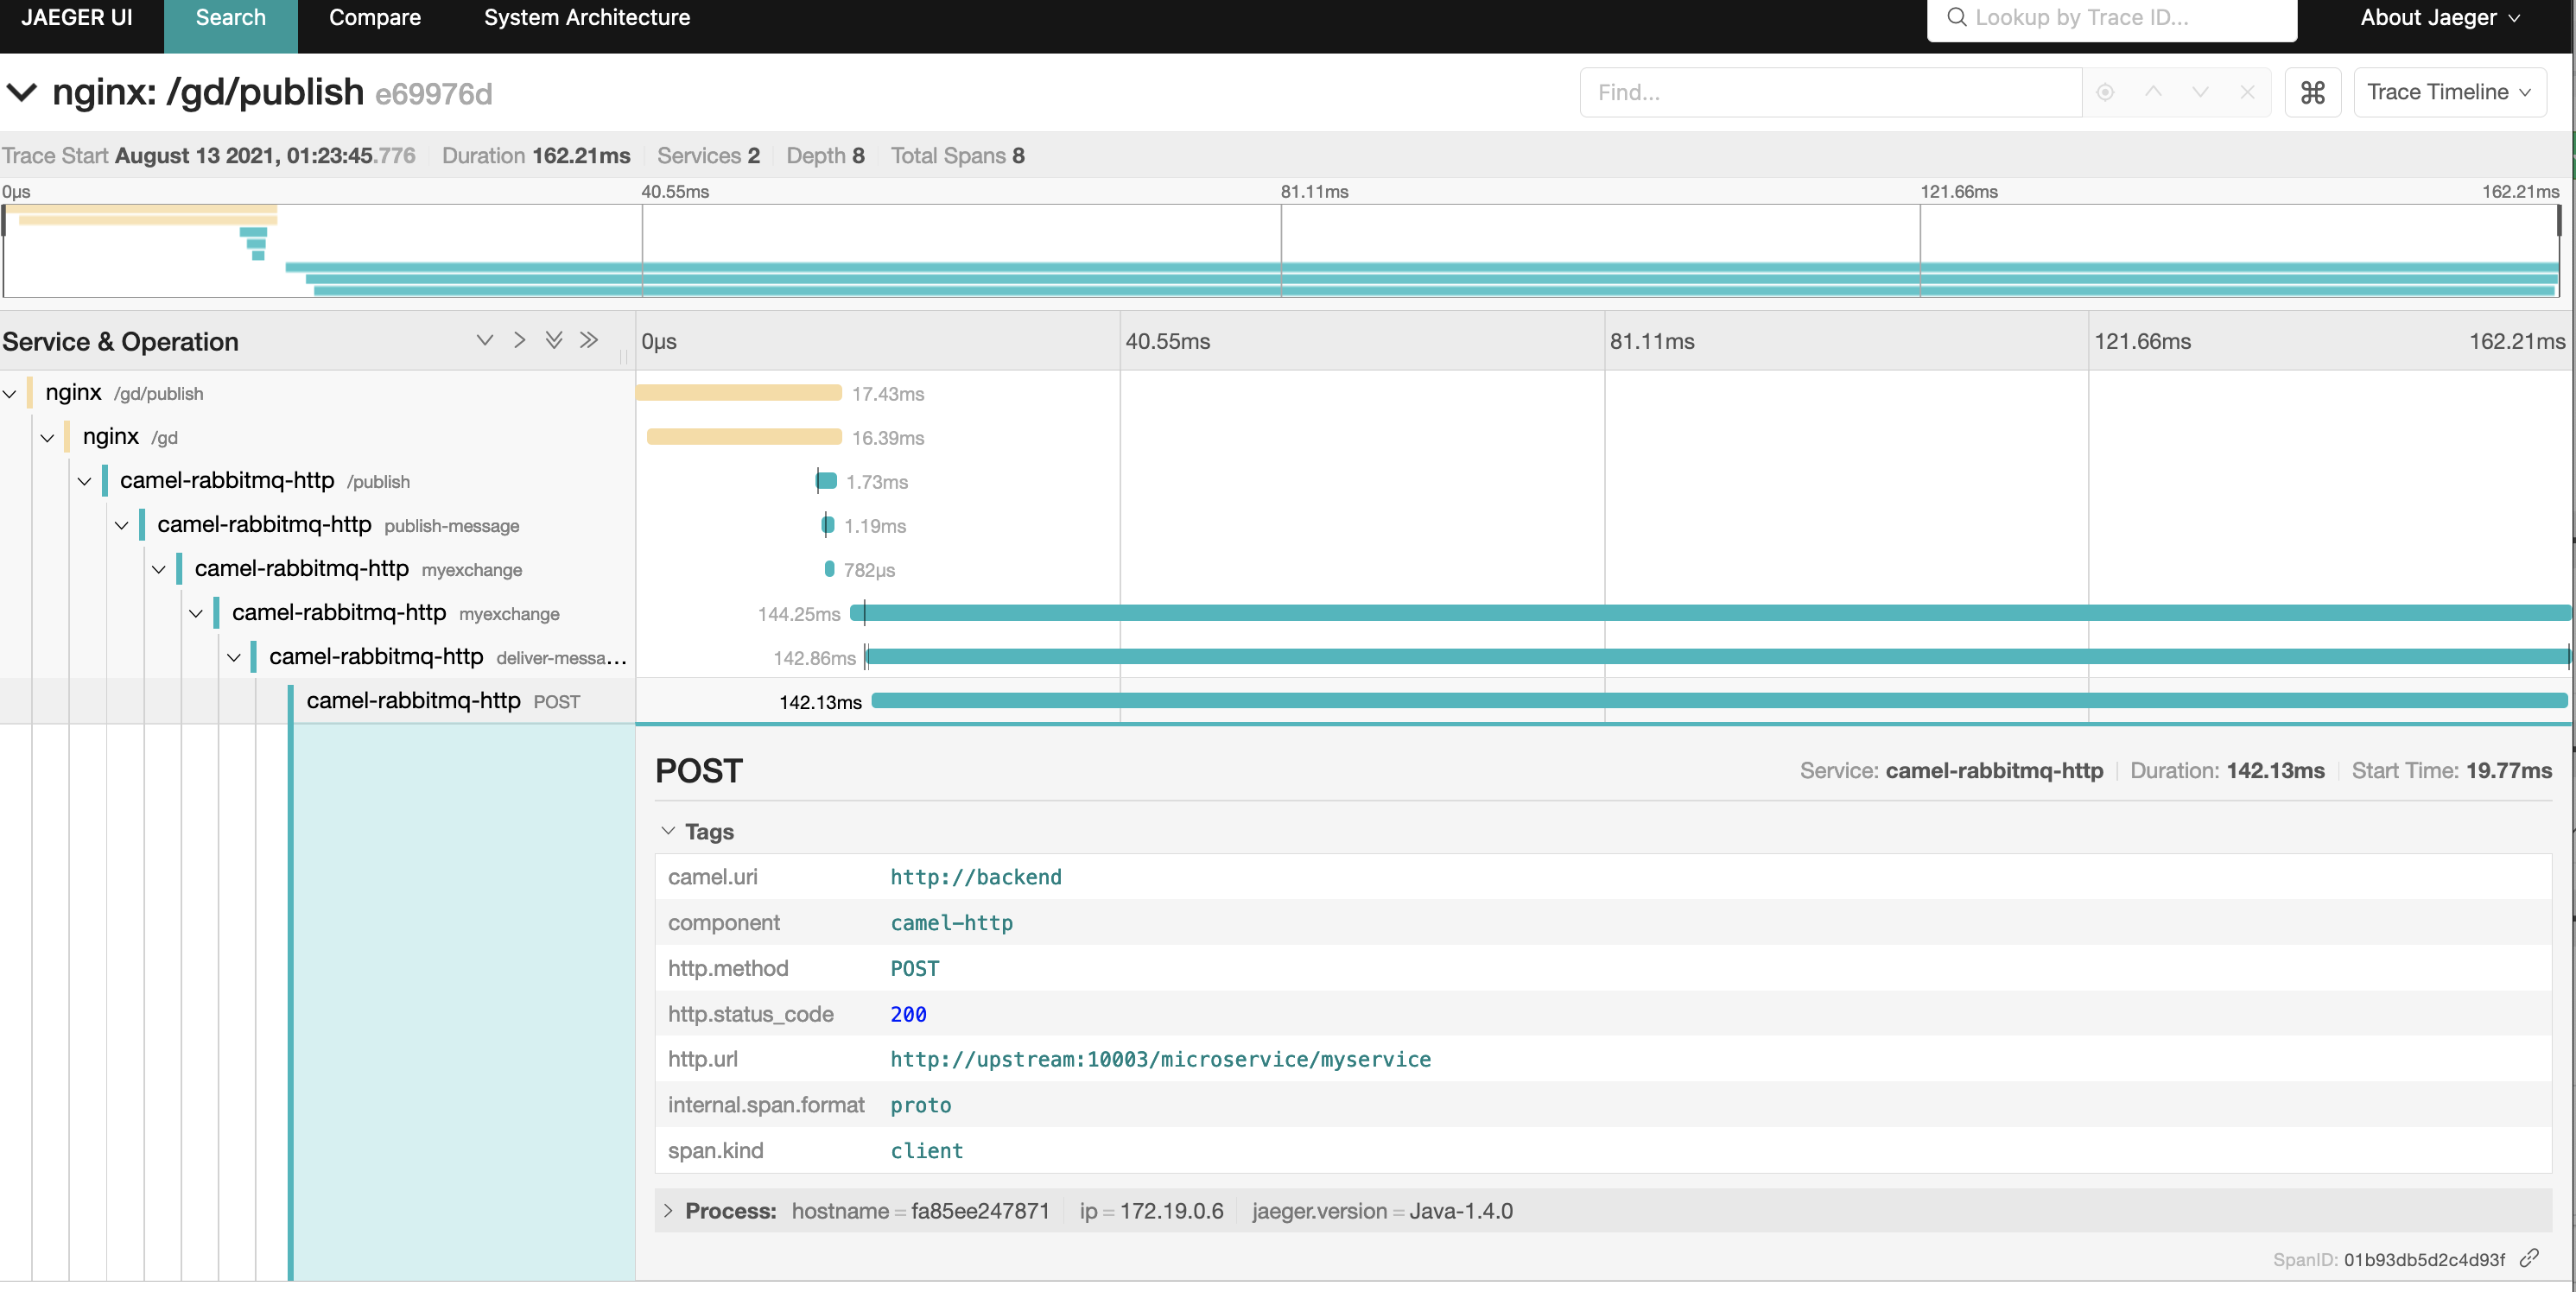 JAEGER UI Search Compare System Architecture Lookup by Trace ID... About Jaeger
nginx: /gd/publish e69976d Find... ⌘ Trace Timeline
Trace Start August 13 2021, 01:23:45.776 Duration 162.21ms Services 2 Depth 8 Total Spans 8
0μs 40.55ms 81.11ms 121.66ms 162.21ms
Service & Operation 0μs 40.55ms 81.11ms 121.66ms 162.21ms
nginx /gd/publish 17.43ms
nginx /gd 16.39ms
camel-rabbitmq-http /publish 1.73ms
camel-rabbitmq-http publish-message 1.19ms
camel-rabbitmq-http myexchange 782μs
camel-rabbitmq-http myexchange 144.25ms
camel-rabbitmq-http deliver-messa... 142.86ms
camel-rabbitmq-http POST 142.13ms
POST Service: camel-rabbitmq-http Duration: 142.13ms Start Time: 19.77ms
Tags
camel.uri http://backend
component camel-http
http.method POST
http.status_code 200
http.url http://upstream:10003/microservice/myservice
internal.span.format proto
span.kind client
Process: hostname = fa85ee247871 ip = 172.19.0.6 jaeger.version = Java-1.4.0
SpanID: 01b93db5d2c4d93f